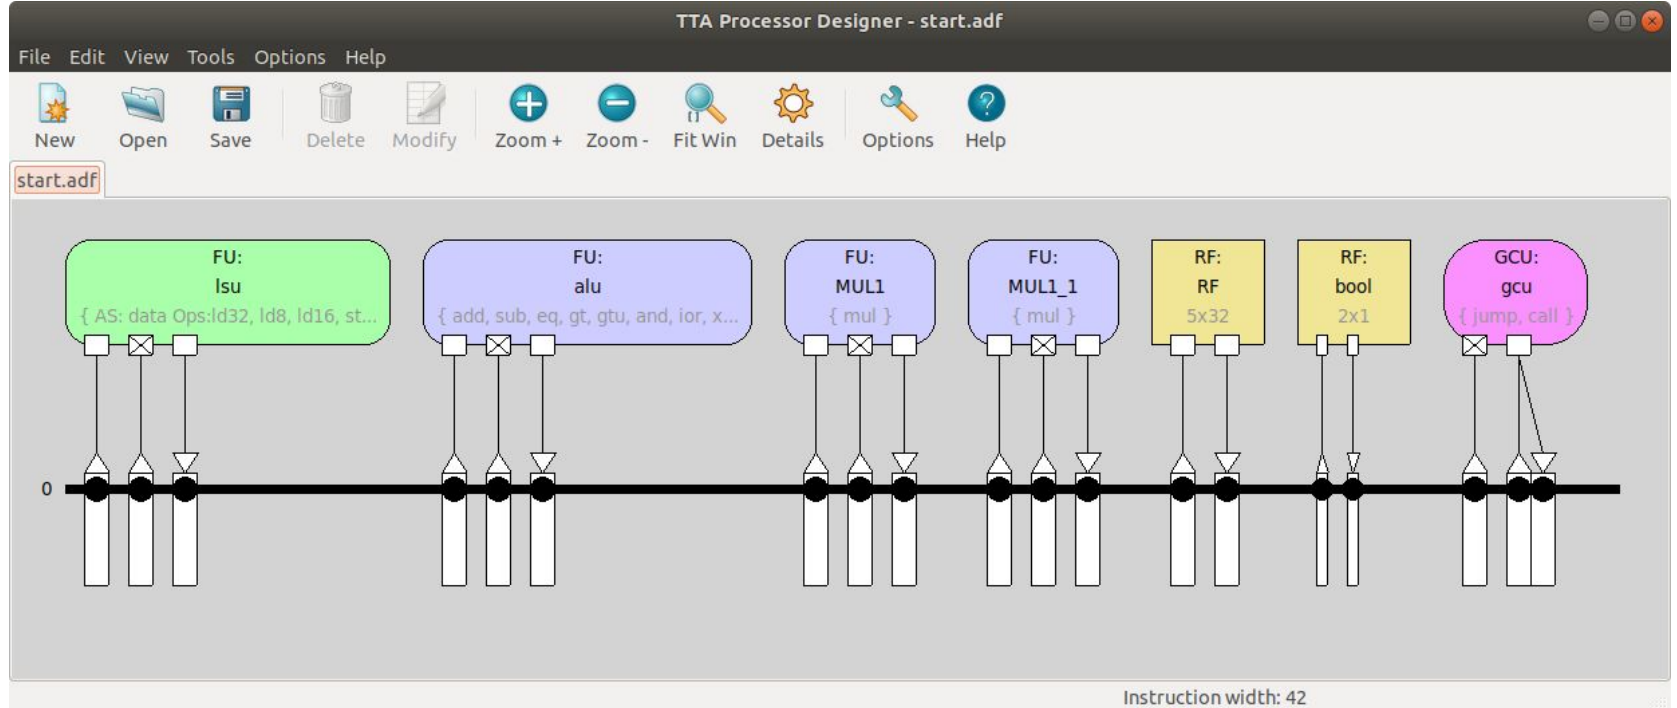 TTA Processor Designer - start.adf
File Edit View Tools Options Help
New Open Save Delete Modify Zoom + Zoom - Fit Win Details Options Help
start.adf
FU: FU: FU: FU: RF: RF: GCU:
lsu alu MUL1 MUL1_1 RF bool gcu
{ AS: data Ops:ld32, ld8, ld16, st... { add, sub, eq, gt, gtu, and, ior, x... { mul } { mul } 5x32 2x1 { jump, call }
0
Instruction width: 42